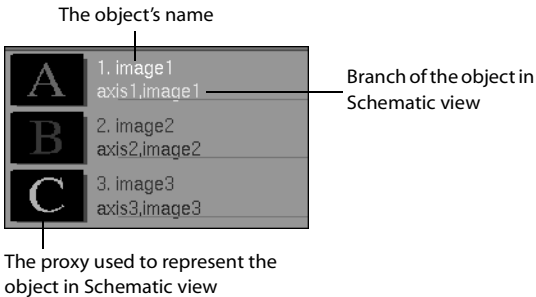 The object's name
A
1. image1
axis1,image1
Branch of the object in
Schematic view
B
2. image2
axis2,image2
C
3. image3
axis3,image3
The proxy used to represent the
object in Schematic view